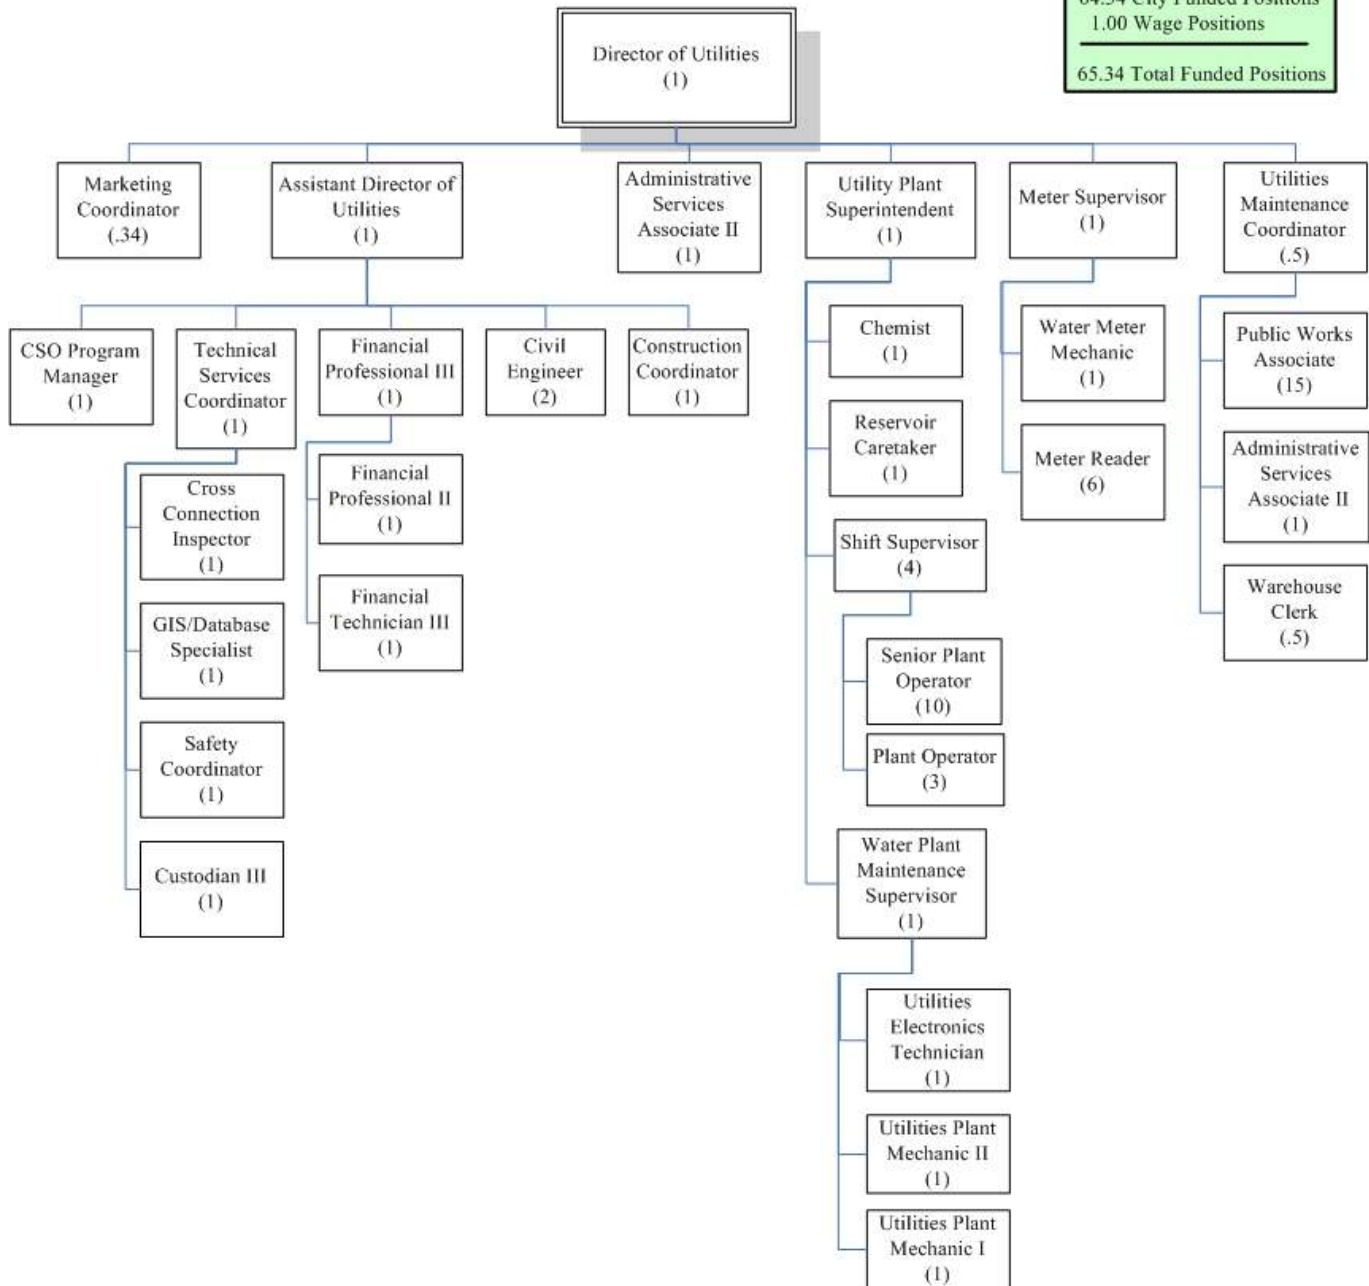 64.34 City Funded Positions
1.00 Wage Positions
65.34 Total Funded Positions
Director of Utilities
(1)
Marketing
Coordinator
(.34)
Assistant Director of
Utilities
(1)
Administrative
Services
Associate II
(1)
Utility Plant
Superintendent
(1)
Meter Supervisor
(1)
Utilities
Maintenance
Coordinator
(.5)
CSO Program
Manager
(1)
Technical
Services
Coordinator
(1)
Financial
Professional III
(1)
Civil
Engineer
(2)
Construction
Coordinator
(1)
Cross
Connection
Inspector
(1)
GIS/Database
Specialist
(1)
Safety
Coordinator
(1)
Custodian III
(1)
Financial
Professional II
(1)
Financial
Technician III
(1)
Chemist
(1)
Reservoir
Caretaker
(1)
Shift Supervisor
(4)
Senior Plant
Operator
(10)
Plant Operator
(3)
Water Plant
Maintenance
Supervisor
(1)
Utilities
Electronics
Technician
(1)
Utilities Plant
Mechanic II
(1)
Utilities Plant
Mechanic I
(1)
Water Meter
Mechanic
(1)
Meter Reader
(6)
Public Works
Associate
(15)
Administrative
Services
Associate II
(1)
Warehouse
Clerk
(.5)